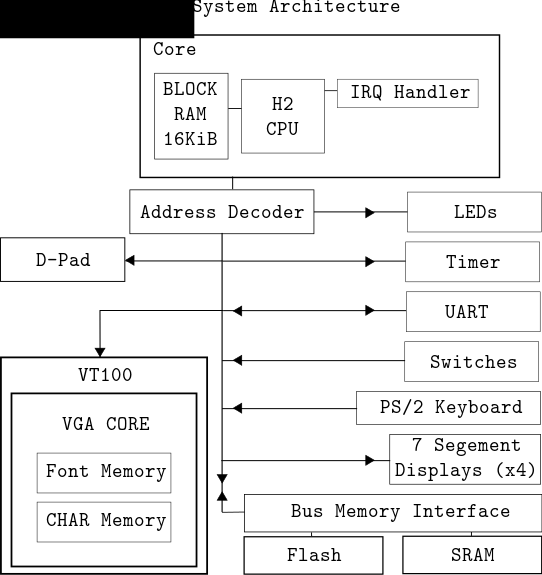 System Architecture
Core
BLOCK
RAM
16KiB
H2
CPU
IRQ Handler
Address Decoder
LEDs
D-Pad
Timer
UART
VT100
Switches
VGA CORE
PS/2 Keyboard
7 Segement
Displays (x4)
Font Memory
CHAR Memory
Bus Memory Interface
Flash
SRAM